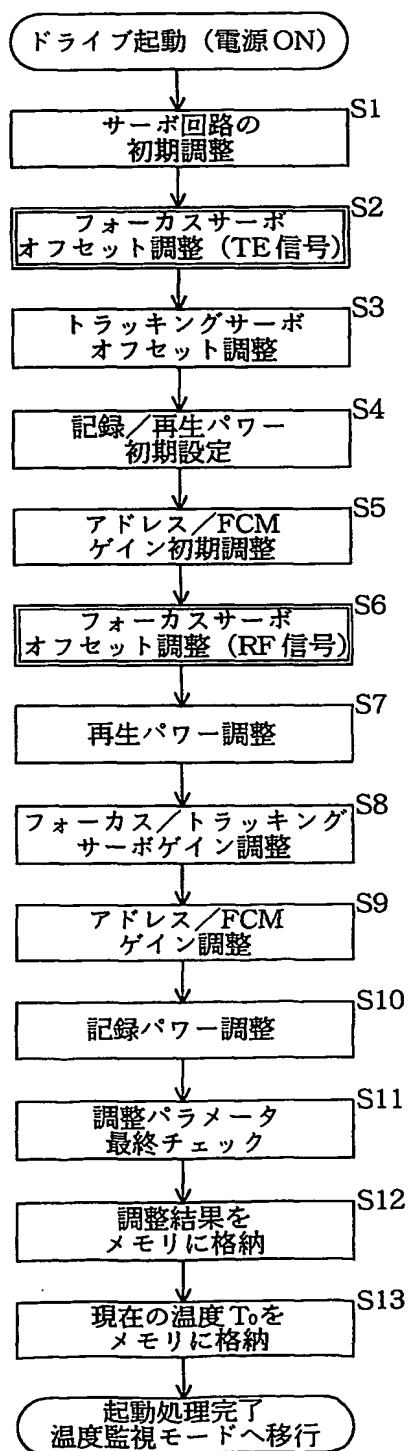 ドライブ起動（電源ON）
S1
サーボ回路の
初期調整
S2
フォーカスサーボ
オフセット調整（TE信号）
S3
トラッキングサーボ
オフセット調整
S4
記録／再生パワー
初期設定
S5
アドレス／FCM
ゲイン初期調整
S6
フォーカスサーボ
オフセット調整（RF信号）
S7
再生パワー調整
S8
フォーカス／トラッキング
サーボゲイン調整
S9
アドレス／FCM
ゲイン調整
S10
記録パワー調整
S11
調整パラメータ
最終チェック
S12
調整結果を
メモリに格納
S13
現在の温度T₀を
メモリに格納
起動処理完了
温度監視モードへ移行